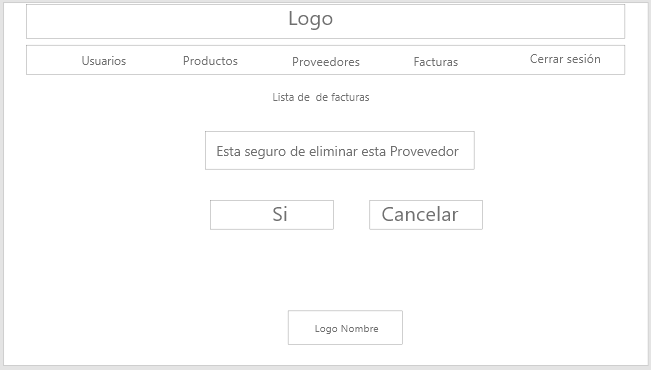 Logo
Usuarios Productos Proveedores Facturas Cerrar sesión
Lista de de facturas
Esta seguro de eliminar esta Provevedor
Si Cancelar
Logo Nombre